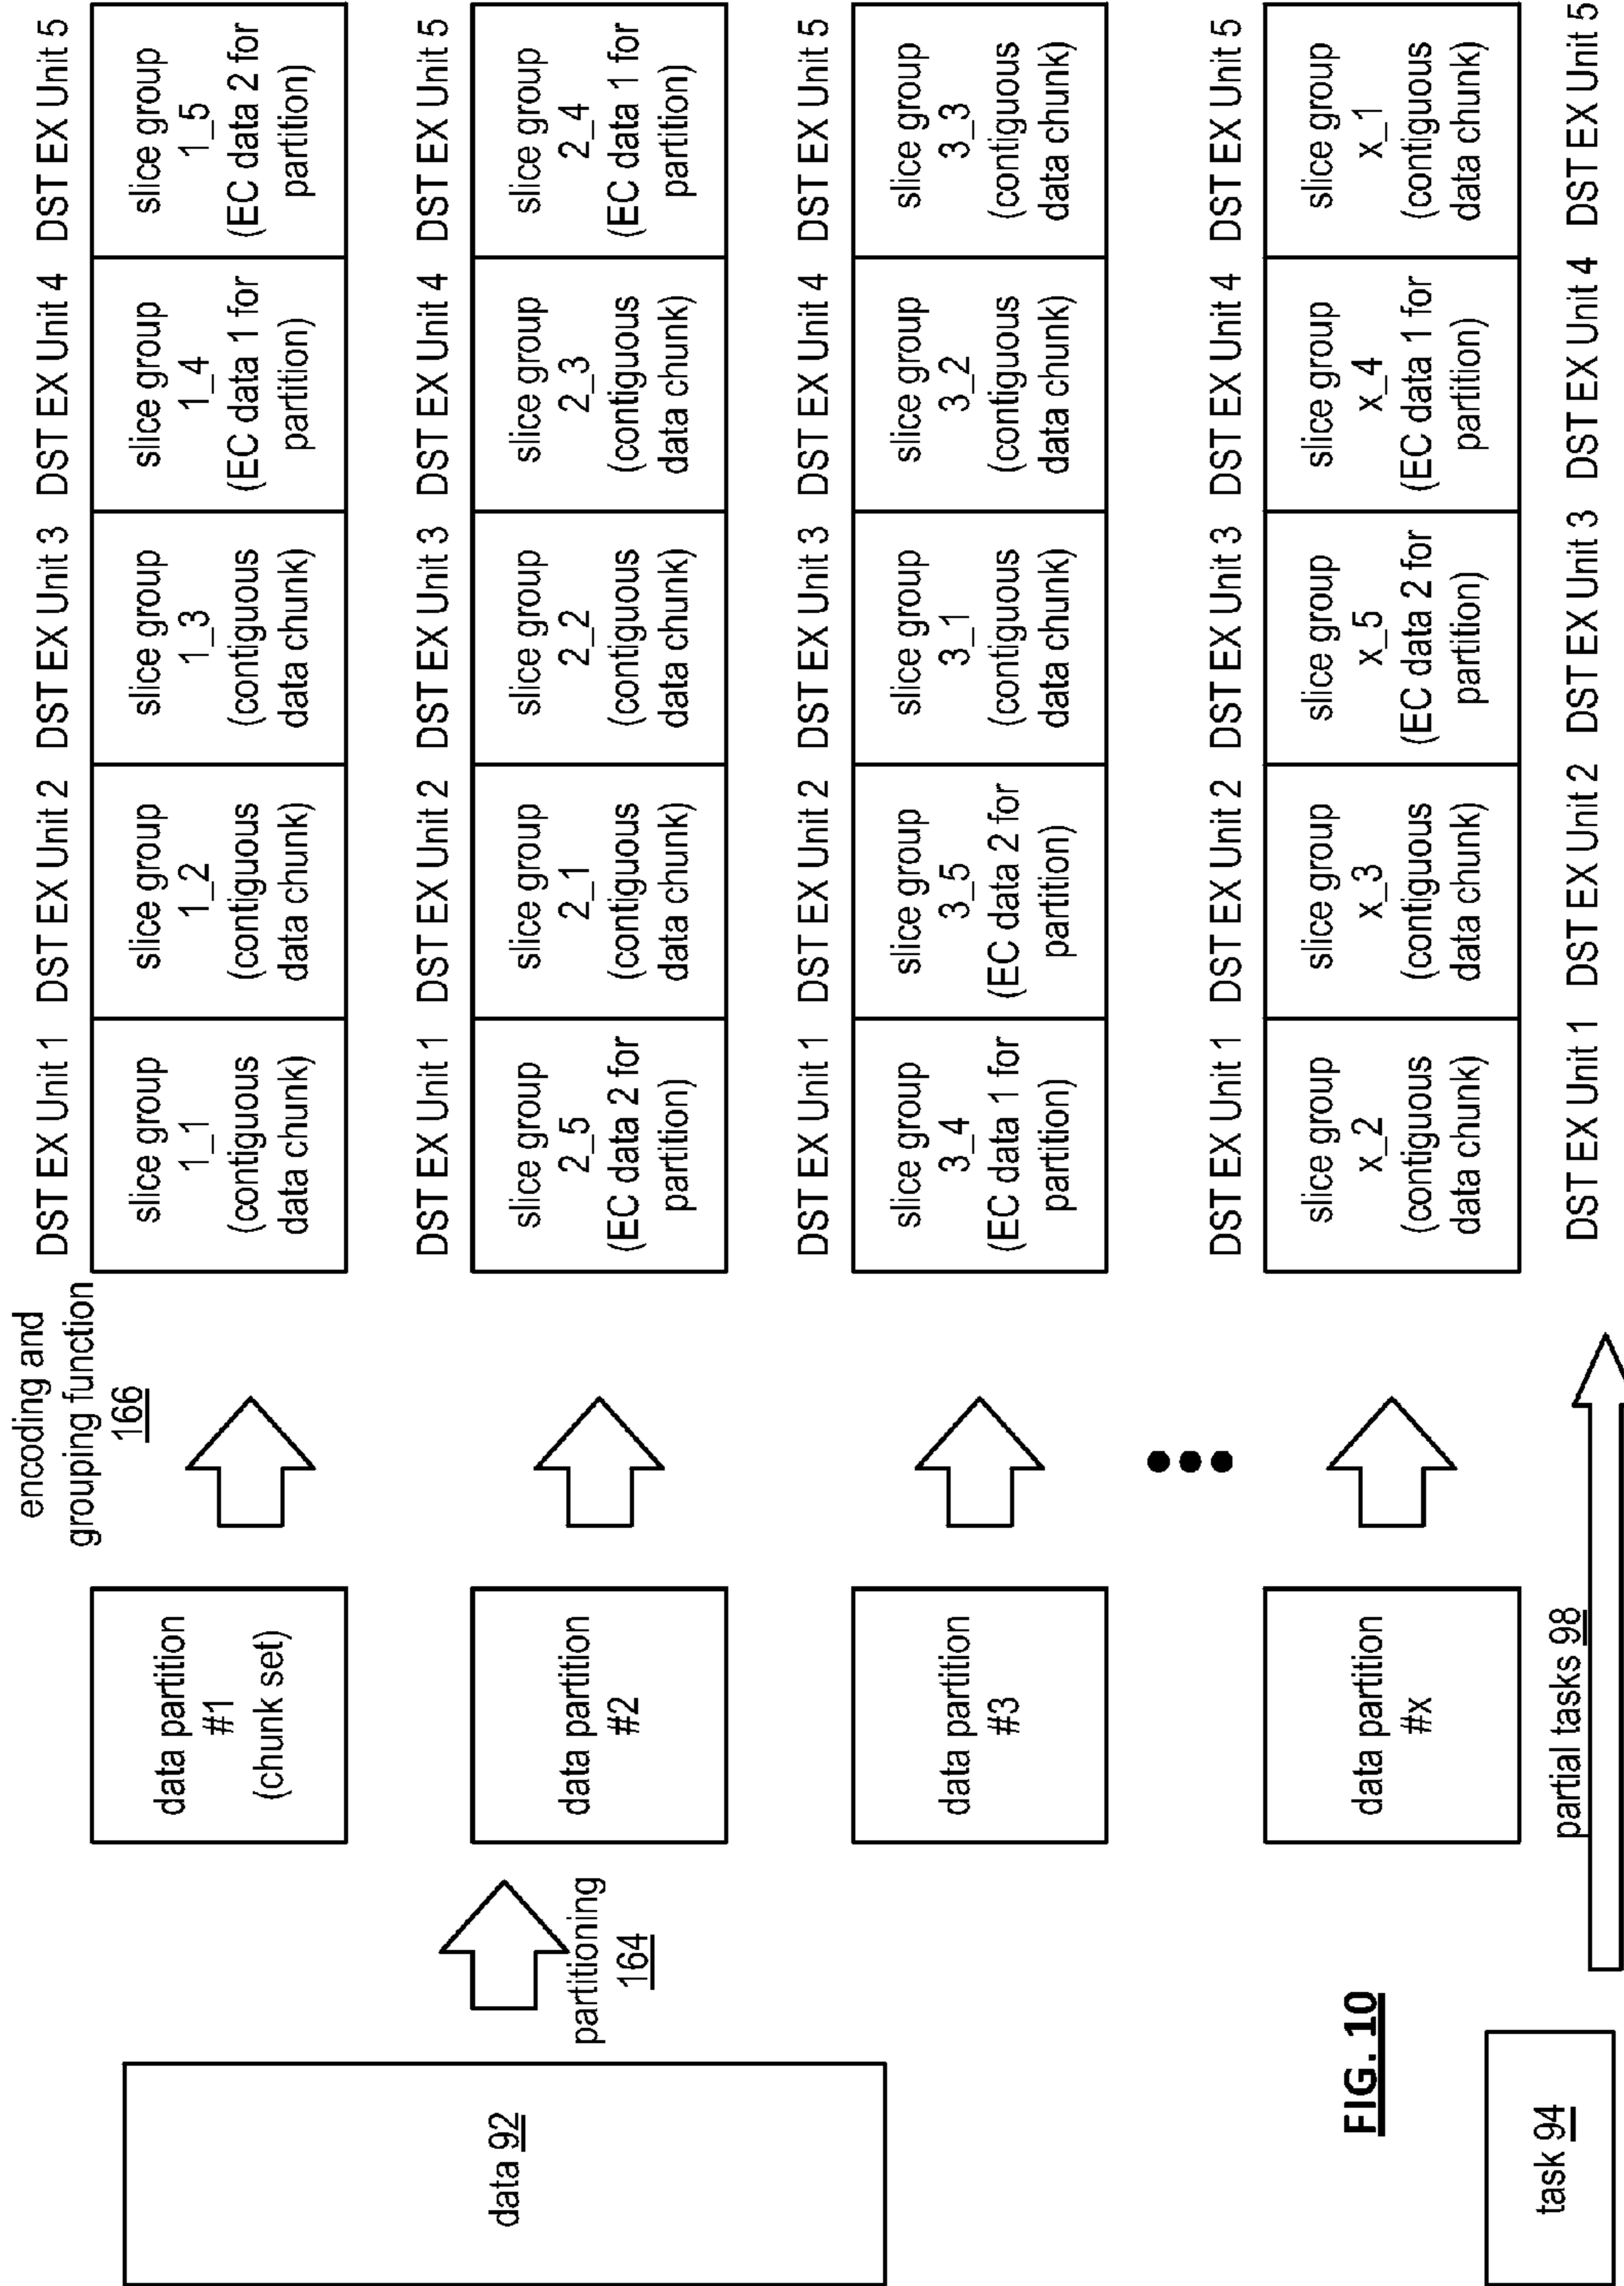 data 92
partitioning
164
data partition
#1
(chunk set)
encoding and
grouping function
166
DST EX Unit 1 DST EX Unit 2 DST EX Unit 3 DST EX Unit 4 DST EX Unit 5
slice group
1_1
(contiguous
data chunk)
slice group
1_2
(contiguous
data chunk)
slice group
1_3
(contiguous
data chunk)
slice group
1_4
(EC data 1 for
partition)
slice group
1_5
(EC data 2 for
partition)
data partition
#2
DST EX Unit 1 DST EX Unit 2 DST EX Unit 3 DST EX Unit 4 DST EX Unit 5
slice group
2_5
(EC data 2 for
partition)
slice group
2_1
(contiguous
data chunk)
slice group
2_2
(contiguous
data chunk)
slice group
2_3
(contiguous
data chunk)
slice group
2_4
(EC data 1 for
partition)
data partition
#3
DST EX Unit 1 DST EX Unit 2 DST EX Unit 3 DST EX Unit 4 DST EX Unit 5
slice group
3_4
(EC data 1 for
partition)
slice group
3_5
(EC data 2 for
partition)
slice group
3_1
(contiguous
data chunk)
slice group
3_2
(contiguous
data chunk)
slice group
3_3
(contiguous
data chunk)
data partition
#x
DST EX Unit 1 DST EX Unit 2 DST EX Unit 3 DST EX Unit 4 DST EX Unit 5
slice group
x_2
(contiguous
data chunk)
slice group
x_3
(contiguous
data chunk)
slice group
x_5
(EC data 2 for
partition)
slice group
x_4
(EC data 1 for
partition)
slice group
x_1
(contiguous
data chunk)
FIG. 10
task 94
partial tasks 98
DST EX Unit 1 DST EX Unit 2 DST EX Unit 3 DST EX Unit 4 DST EX Unit 5